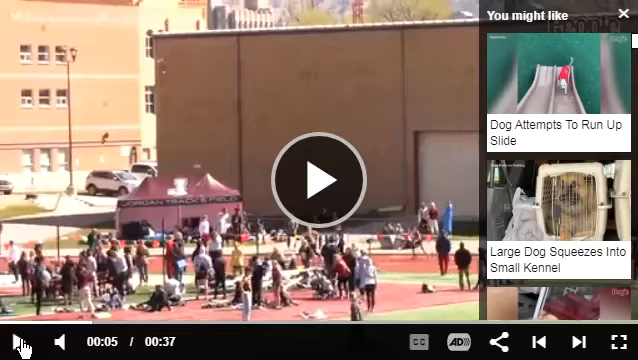 You might like
Dog Attempts To Run Up
Slide
JORDAN TRACK & FIELD
Large Dog Squeezes Into
Small Kennel
00:05 / 00:37
CC
AD